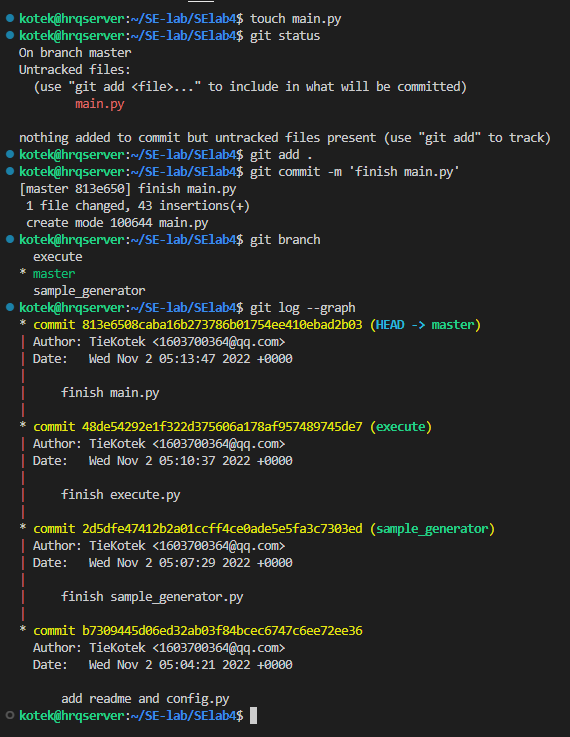 kotek@hrqserver:~/SE-lab/SElab4$ touch main.py
kotek@hrqserver:~/SE-lab/SElab4$ git status
On branch master
Untracked files:
  (use "git add <file>..." to include in what will be committed)
        main.py

nothing added to commit but untracked files present (use "git add" to track)
kotek@hrqserver:~/SE-lab/SElab4$ git add .
kotek@hrqserver:~/SE-lab/SElab4$ git commit -m 'finish main.py'
[master 813e650] finish main.py
 1 file changed, 43 insertions(+)
 create mode 100644 main.py
kotek@hrqserver:~/SE-lab/SElab4$ git branch
  execute
* master
  sample_generator
kotek@hrqserver:~/SE-lab/SElab4$ git log --graph
* commit 813e6508caba16b273786b01754ee410ebad2b03 (HEAD -> master)
| Author: TieKotek <1603700364@qq.com>
| Date:   Wed Nov 2 05:13:47 2022 +0000
|
|     finish main.py
|
* commit 48de54292e1f322d375606a178af957489745de7 (execute)
| Author: TieKotek <1603700364@qq.com>
| Date:   Wed Nov 2 05:10:37 2022 +0000
|
|     finish execute.py
|
* commit 2d5dfe47412b2a01ccff4ce0ade5e5fa3c7303ed (sample_generator)
| Author: TieKotek <1603700364@qq.com>
| Date:   Wed Nov 2 05:07:29 2022 +0000
|
|     finish sample_generator.py
|
* commit b7309445d06ed32ab03f84bcec6747c6ee72ee36
  Author: TieKotek <1603700364@qq.com>
  Date:   Wed Nov 2 05:04:21 2022 +0000

      add readme and config.py
kotek@hrqserver:~/SE-lab/SElab4$